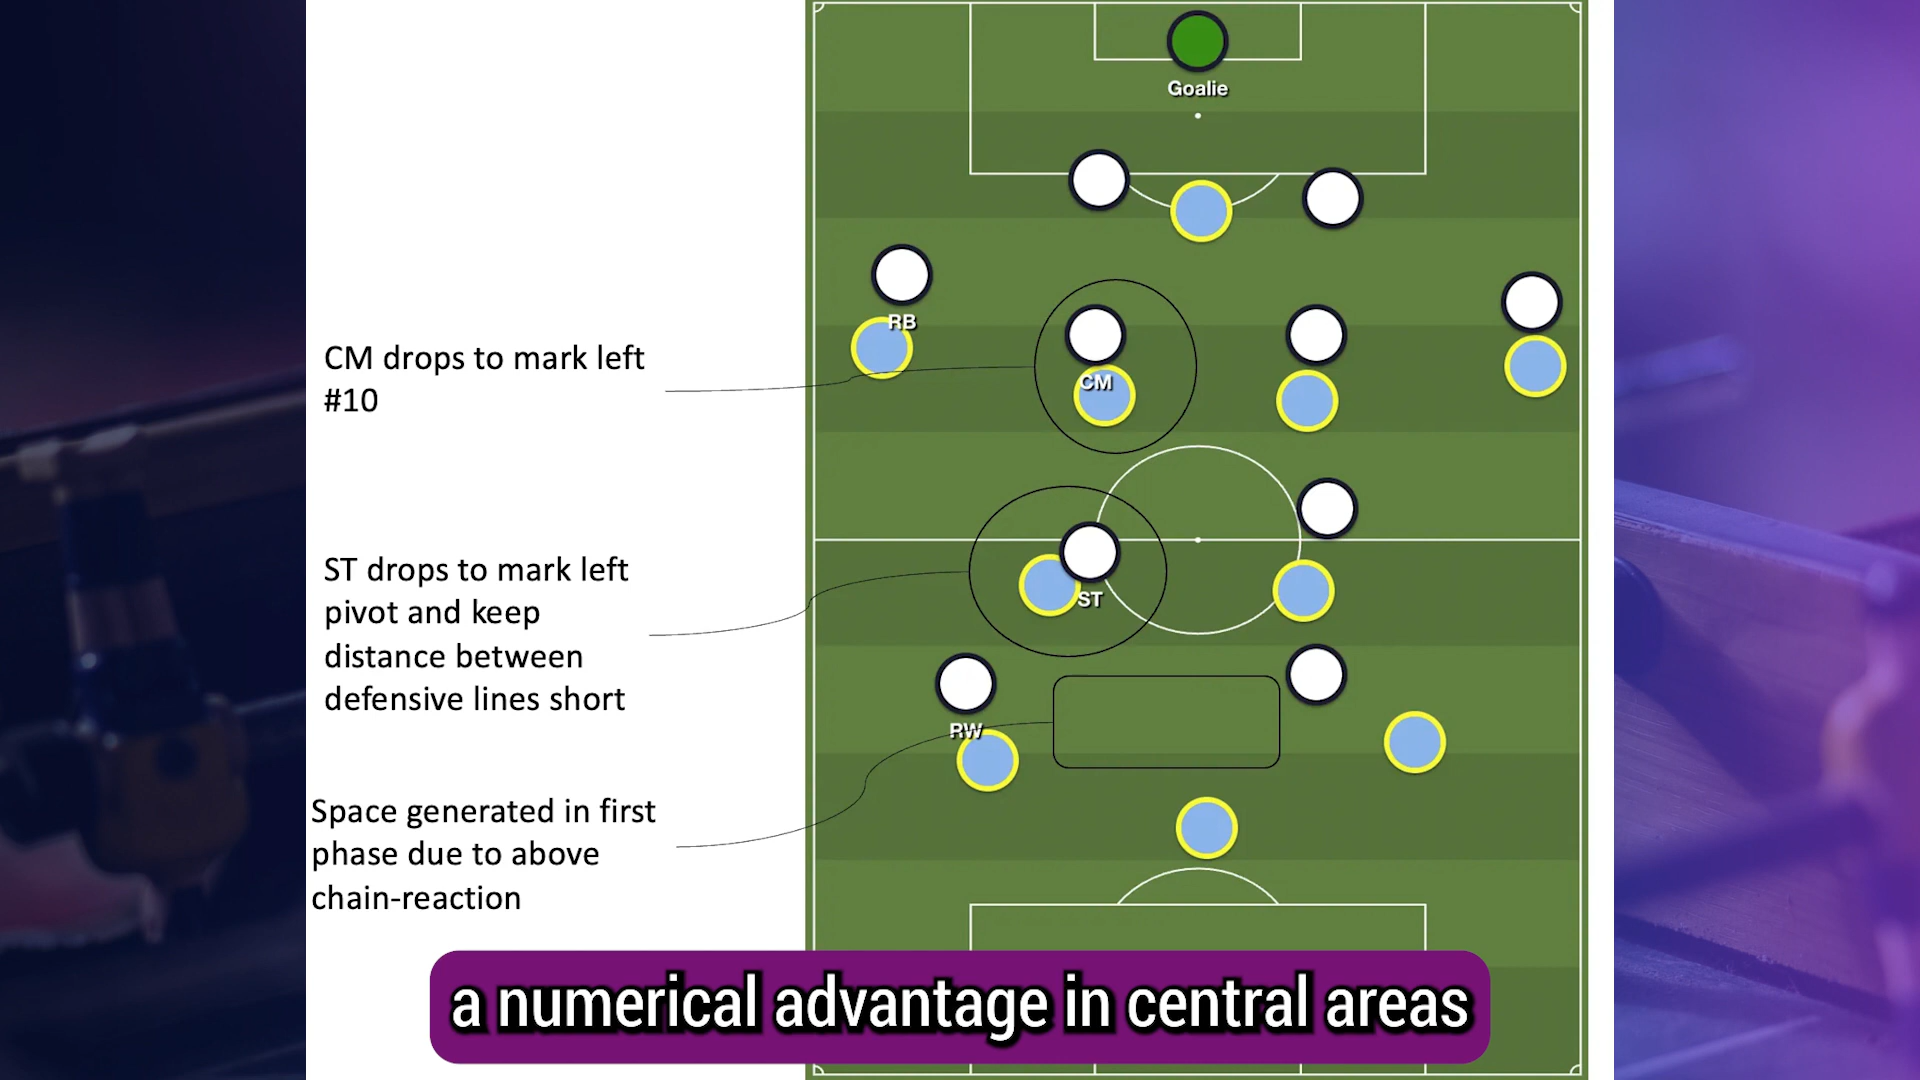 Goalie
RB
CM drops to mark left
#10
CM
ST drops to mark left
pivot and keep
distance between
defensive lines short
ST
RW
Space generated in first
phase due to above
chain-reaction
a numerical advantage in central areas